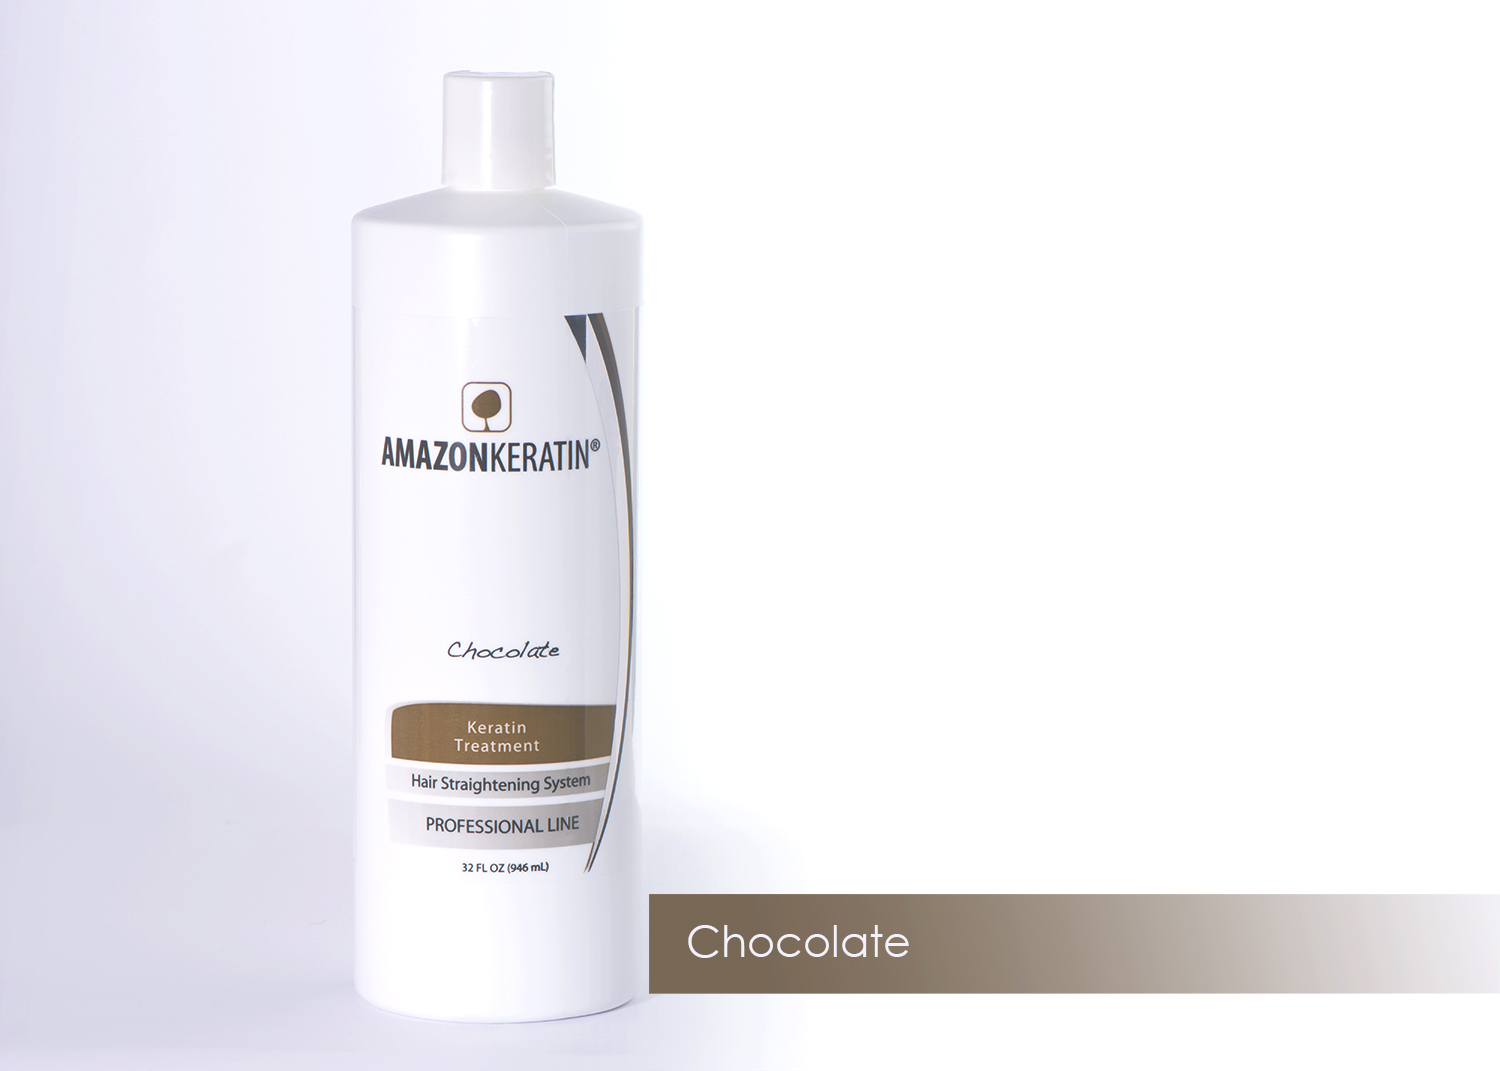 AMAZONKERATIN®
Chocolate
Keratin
Treatment
Hair Straightening System
PROFESSIONAL LINE
32 FL OZ (946 mL)
Chocolate